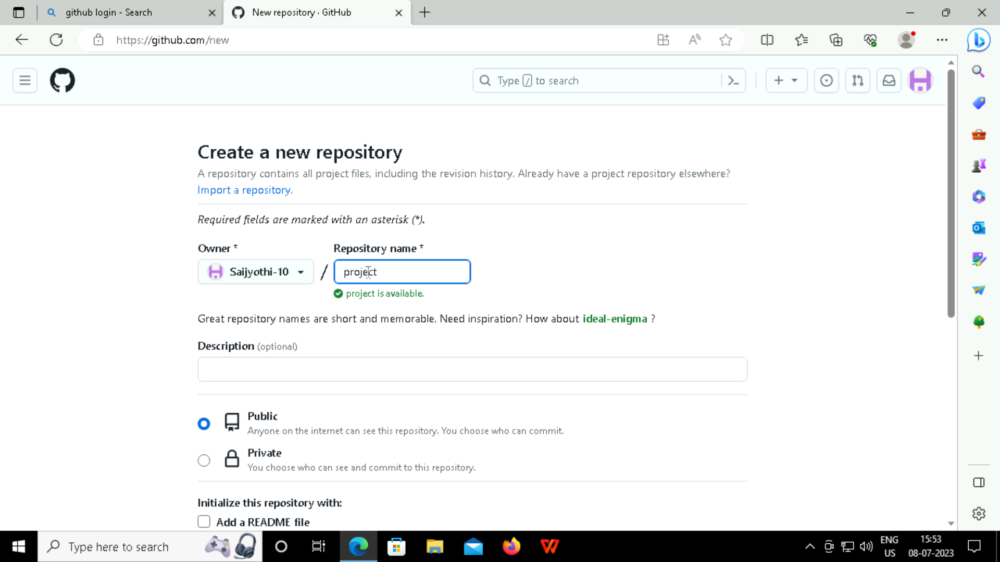 github login - Search
New repository · GitHub
https://github.com/new
Type / to search
Create a new repository
A repository contains all project files, including the revision history. Already have a project repository elsewhere?
Import a repository.
Required fields are marked with an asterisk (*).
Owner *
Repository name *
Saijyothi-10
/
project
project is available.
Great repository names are short and memorable. Need inspiration? How about ideal-enigma ?
Description (optional)
Public
Anyone on the internet can see this repository. You choose who can commit.
Private
You choose who can see and commit to this repository.
Initialize this repository with:
Add a README file
Type here to search
ENG
US
15:53
08-07-2023